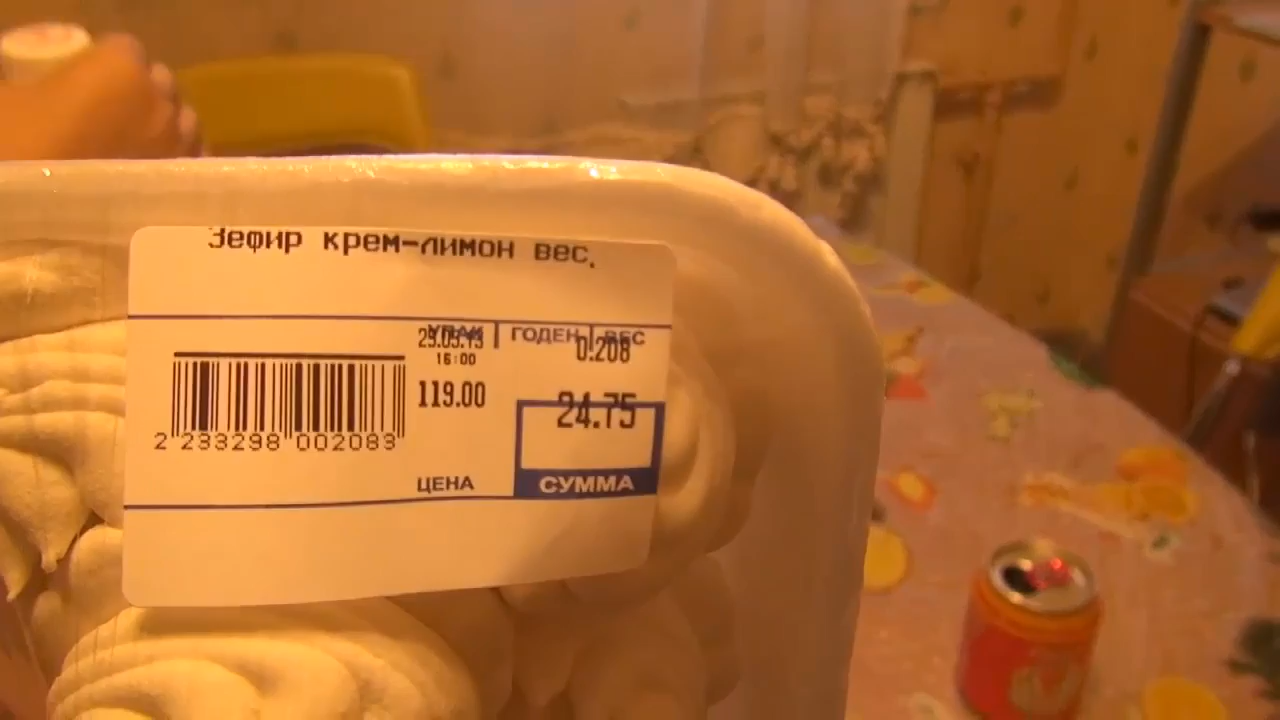 Зефир крем-лимон вес.
УПАК ГОДЕН ВЕС
0.208
16:00
119.00 24.75
2 233298 002083
ЦЕНА СУММА